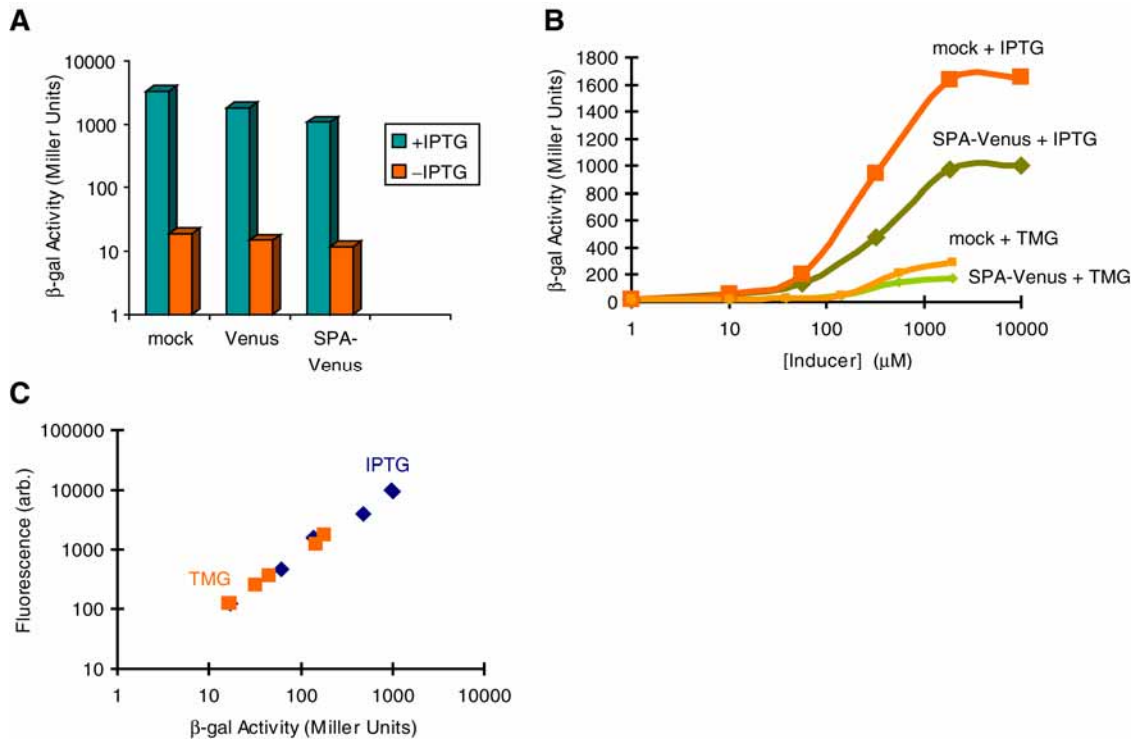 A
β-gal Activity (Miller Units)
10000
1000
100
10
1
mock
Venus
SPA-
Venus
+IPTG
−IPTG
B
β-gal Activity (Miller Units)
1800
1600
1400
1200
1000
800
600
400
200
0
1
10
100
1000
10000
[Inducer] (μM)
mock + IPTG
SPA-Venus + IPTG
mock + TMG
SPA-Venus + TMG
C
Fluorescence (arb.)
100000
10000
1000
100
10
1
10
100
1000
10000
β-gal Activity (Miller Units)
IPTG
TMG